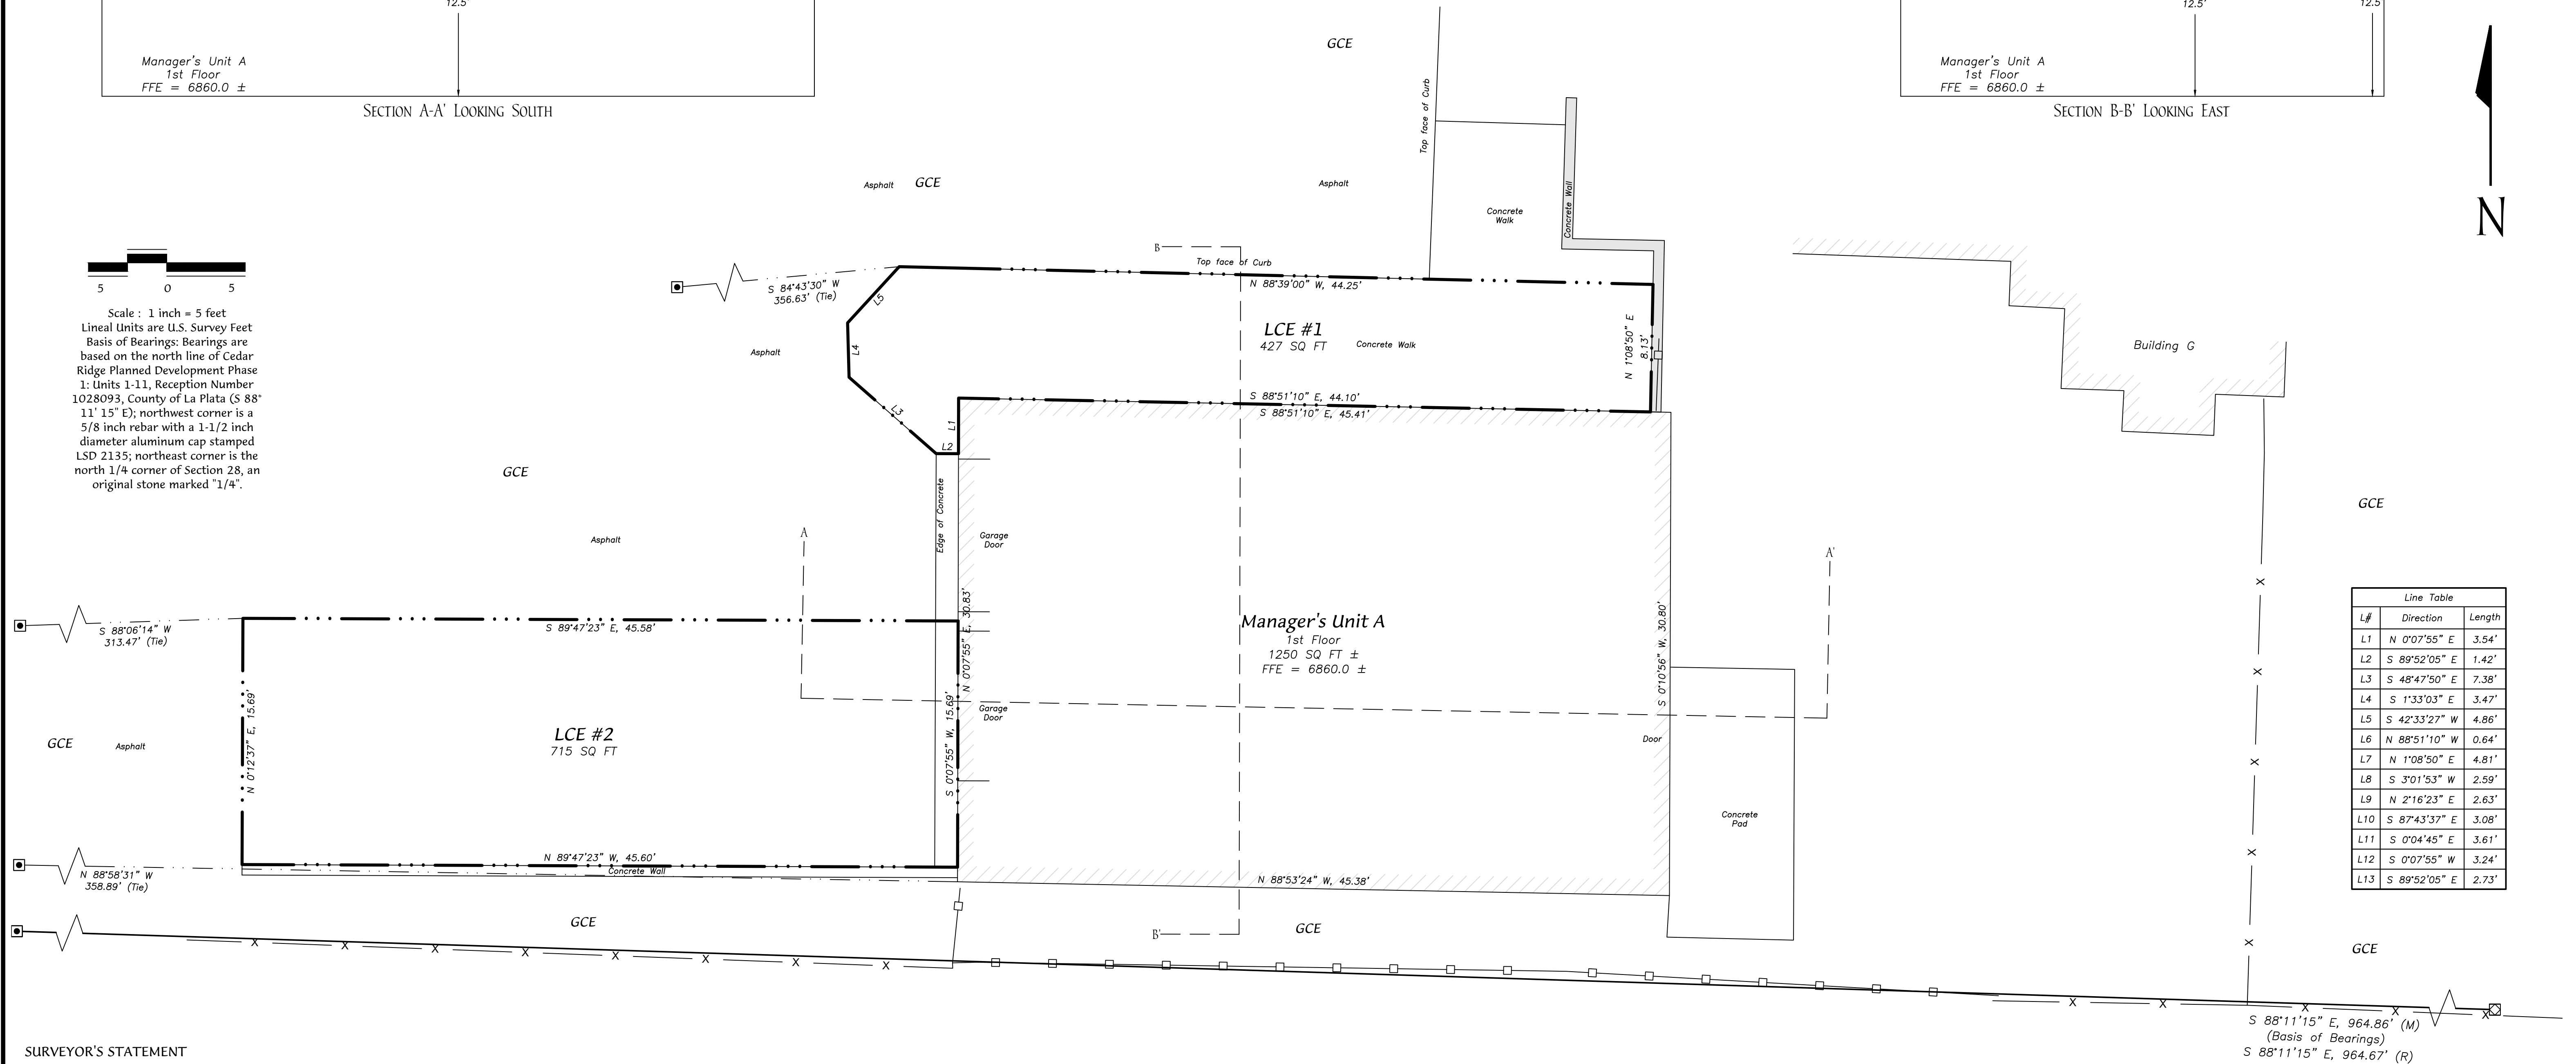 12.5'
12.5'
12.5'
Manager's Unit A
1st Floor
FFE = 6860.0 ±
SECTION A-A' LOOKING SOUTH
GCE
Manager's Unit A
1st Floor
FFE = 6860.0 ±
SECTION B-B' LOOKING EAST
N
Top face of Curb
Concrete Wall
Concrete
Walk
Asphalt
GCE
Asphalt
5
0
5
Scale : 1 inch = 5 feet
Lineal Units are U.S. Survey Feet
Basis of Bearings: Bearings are
based on the north line of Cedar
Ridge Planned Development Phase
1: Units 1-11, Reception Number
1028093, County of La Plata (S 88°
11' 15" E); northwest corner is a
5/8 inch rebar with a 1-1/2 inch
diameter aluminum cap stamped
LSD 2135; northeast corner is the
north 1/4 corner of Section 28, an
original stone marked "1/4".
B
Top face of Curb
S 84°43'30" W
356.63' (Tie)
N 88°39'00" W, 44.25'
L5
L4
L3
L1
L2
LCE #1
427 SQ FT
Concrete Walk
Asphalt
N 1°08'50" E
8.13'
S 88°51'10" E, 44.10'
S 88°51'10" E, 45.41'
Building G
GCE
GCE
Asphalt
Edge of Concrete
Garage
Door
A
A'
S 88°06'14" W
313.47' (Tie)
S 89°47'23" E, 45.58'
N 0°07'55" E, 30.83'
Manager's Unit A
1st Floor
1250 SQ FT ±
FFE = 6860.0 ±
S 0°10'56" W, 30.80'
N 0°12'37" E, 15.69'
LCE #2
715 SQ FT
S 0°07'55" W, 15.69'
Garage
Door
Door
GCE
Asphalt
Concrete
Pad
N 89°47'23" W, 45.60'
Concrete Wall
N 88°58'31" W
358.89' (Tie)
N 88°53'24" W, 45.38'
GCE
B'
GCE
GCE
Line Table
L# Direction Length
L1 N 0°07'55" E 3.54'
L2 S 89°52'05" E 1.42'
L3 S 48°47'50" E 7.38'
L4 S 1°33'03" E 3.47'
L5 S 42°33'27" W 4.86'
L6 N 88°51'10" W 0.64'
L7 N 1°08'50" E 4.81'
L8 S 3°01'53" W 2.59'
L9 N 2°16'23" E 2.63'
L10 S 87°43'37" E 3.08'
L11 S 0°04'45" E 3.61'
L12 S 0°07'55" W 3.24'
L13 S 89°52'05" E 2.73'
S 88°11'15" E, 964.86' (M)
(Basis of Bearings)
S 88°11'15" E, 964.67' (R)
SURVEYOR'S STATEMENT